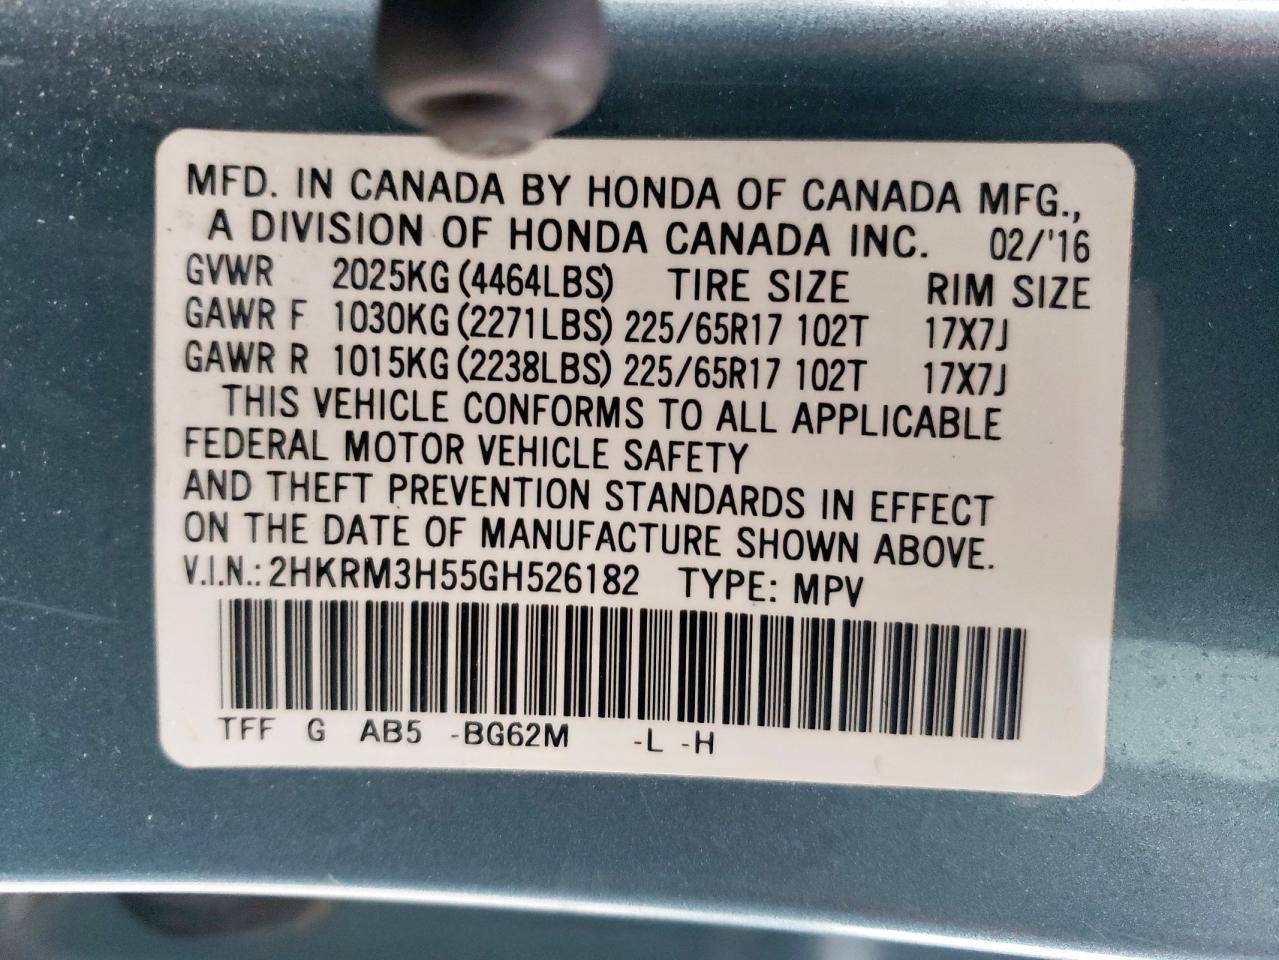 MFD. IN CANADA BY HONDA OF CANADA MFG.,
A DIVISION OF HONDA CANADA INC. 02/'16
GVWR 2025KG (4464LBS) TIRE SIZE RIM SIZE
GAWR F 1030KG (2271LBS) 225/65R17 102T 17X7J
GAWR R 1015KG (2238LBS) 225/65R17 102T 17X7J
THIS VEHICLE CONFORMS TO ALL APPLICABLE
FEDERAL MOTOR VEHICLE SAFETY
AND THEFT PREVENTION STANDARDS IN EFFECT
ON THE DATE OF MANUFACTURE SHOWN ABOVE.
V.I.N.: 2HKRM3H55GH526182 TYPE: MPV
TFF G AB5 -BG62M -L -H